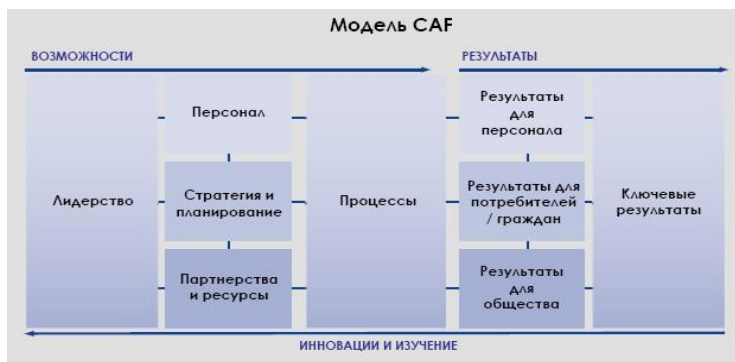 Модель CAF
ВОЗМОЖНОСТИ
РЕЗУЛЬТАТЫ
Лидерство
Персонал
Стратегия и
планирование
Партнерства
и ресурсы
Процессы
Результаты
для
персонала
Результаты для
потребителей
/ граждан
Результаты
для
общества
Ключевые
результаты
ИННОВАЦИИ И ИЗУЧЕНИЕ